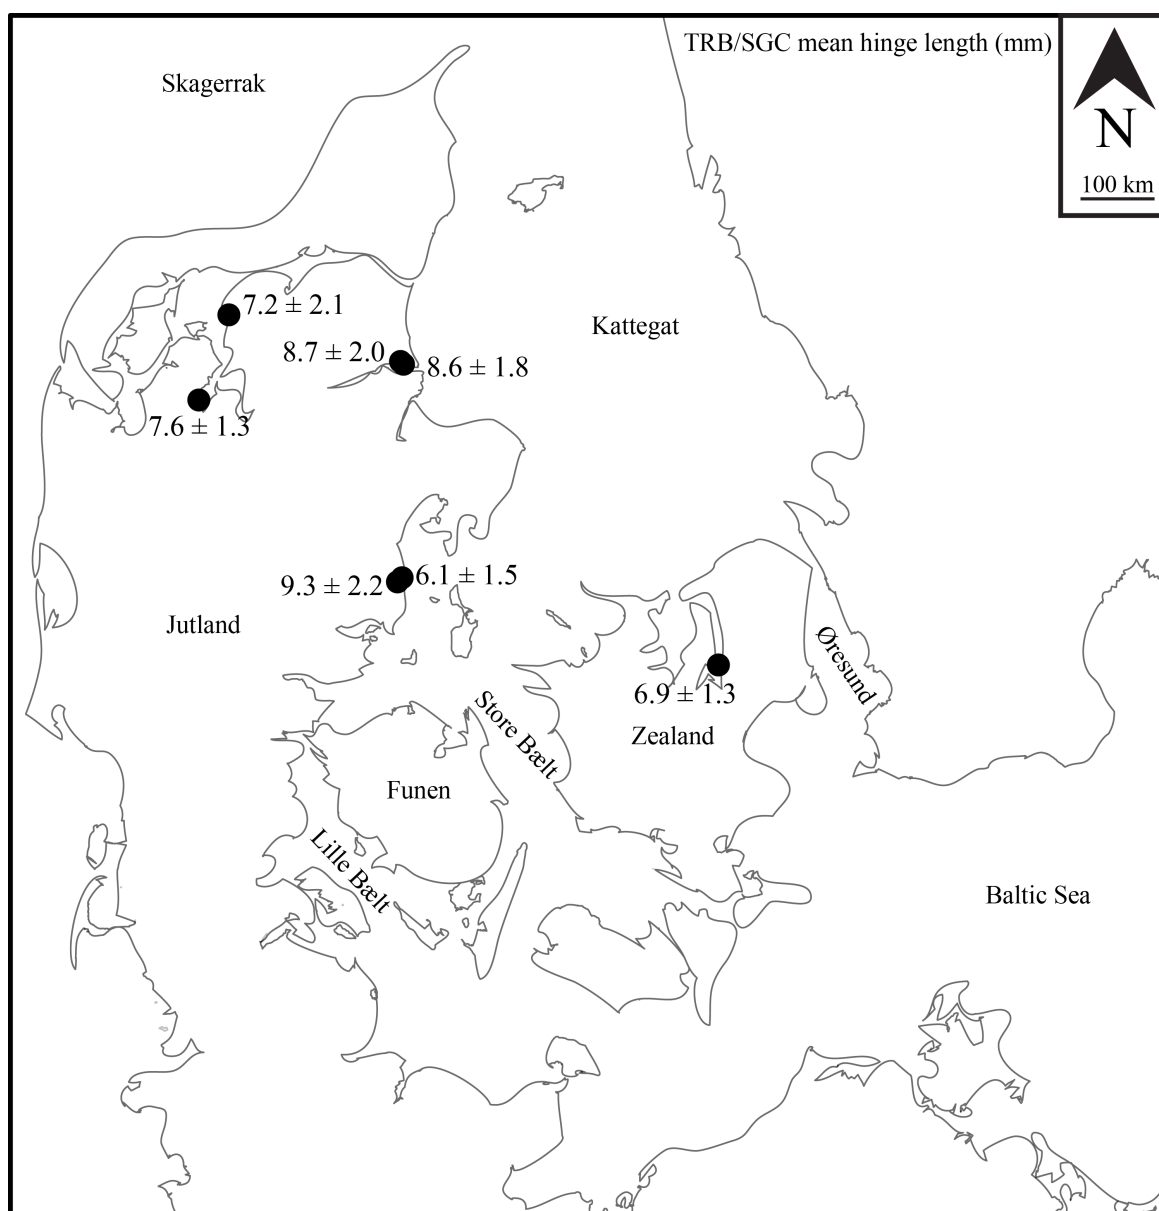 TRB/SGC mean hinge length (mm)
Skagerrak
N
100 km
7.2 ± 2.1
Kattegat
8.7 ± 2.0
8.6 ± 1.8
7.6 ± 1.3
9.3 ± 2.2
6.1 ± 1.5
Jutland
Øresund
6.9 ± 1.3
Store Bælt
Zealand
Funen
Lille Bælt
Baltic Sea